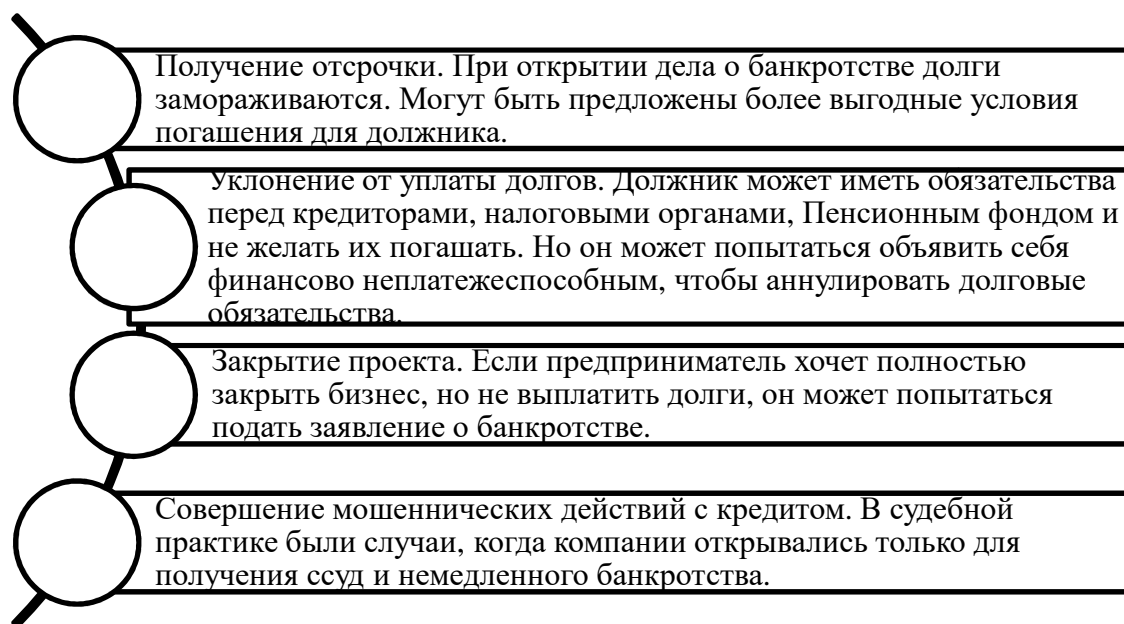 Получение отсрочки. При открытии дела о банкротстве долги
замораживаются. Могут быть предложены более выгодные условия
погашения для должника.
Уклонение от уплаты долгов. Должник может иметь обязательства
перед кредиторами, налоговыми органами, Пенсионным фондом и
не желать их погашать. Но он может попытаться объявить себя
финансово неплатежеспособным, чтобы аннулировать долговые
обязательства.
Закрытие проекта. Если предприниматель хочет полностью
закрыть бизнес, но не выплатить долги, он может попытаться
подать заявление о банкротстве.
Совершение мошеннических действий с кредитом. В судебной
практике были случаи, когда компании открывались только для
получения ссуд и немедленного банкротства.